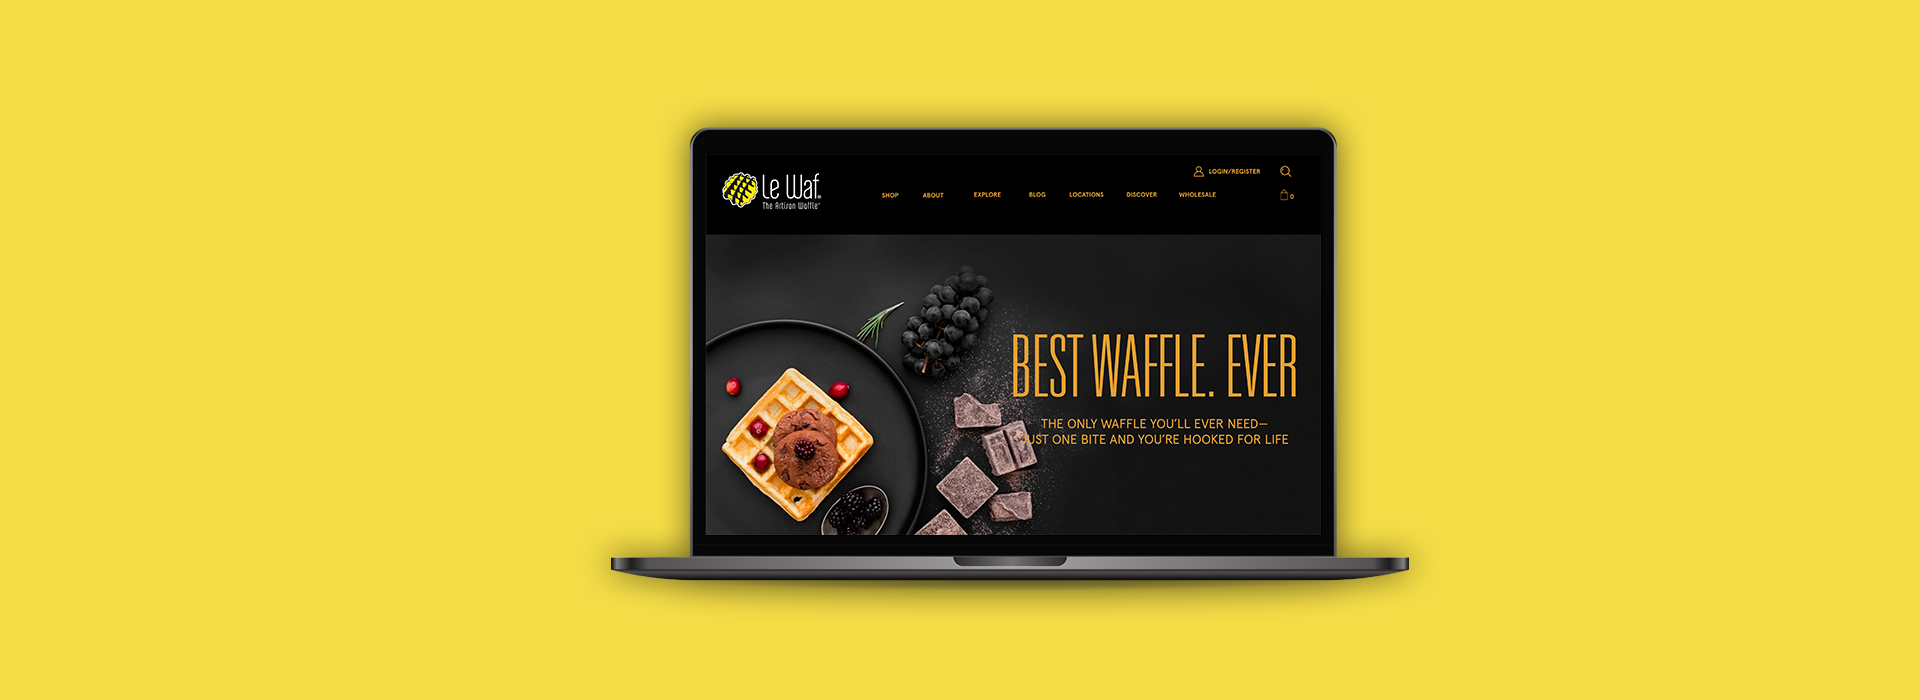 Le Waf®
The Artisan Waffle™
LOGIN/REGISTER
SHOP ABOUT EXPLORE BLOG LOCATIONS DISCOVER WHOLESALE 0
BEST WAFFLE. EVER
THE ONLY WAFFLE YOU'LL EVER NEED—
JUST ONE BITE AND YOU'RE HOOKED FOR LIFE